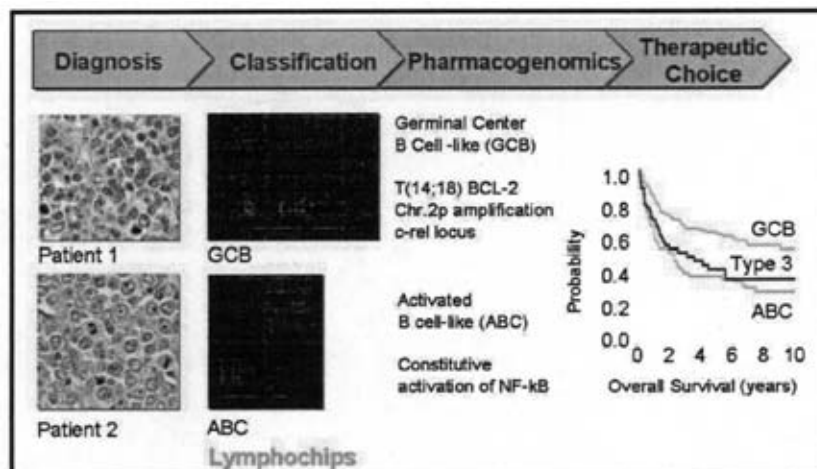 Diagnosis
Classification
Pharmacogenomics
Therapeutic
Choice
Patient 1
GCB
Germinal Center
B Cell -like (GCB)
T(14;18) BCL-2
Chr.2p amplification
c-rel locus
Patient 2
ABC
Lymphochips
Activated
B cell-like (ABC)
Constitutive
activation of NF-kB
Probability
1.0
0.8
0.6
0.4
0.2
0.0
GCB
Type 3
ABC
0 2 4 6 8 10
Overall Survival (years)